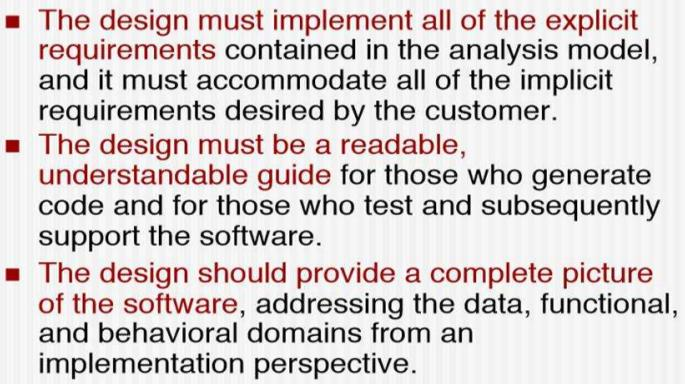 The design must implement all of the explicit
requirements contained in the analysis model,
and it must accommodate all of the implicit
requirements desired by the customer.
The design must be a readable,
understandable guide for those who generate
code and for those who test and subsequently
support the software.
The design should provide a complete picture
of the software, addressing the data, functional,
and behavioral domains from an
implementation perspective.